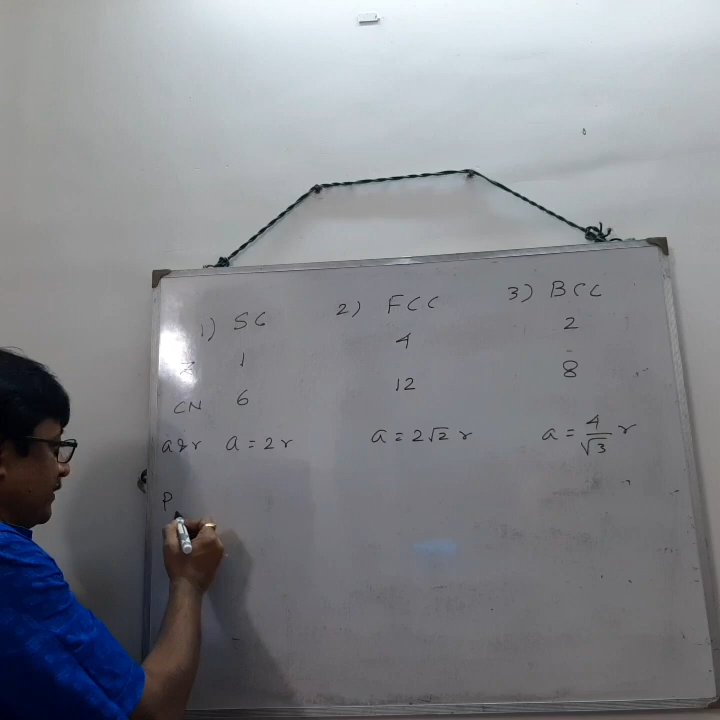 1) SC 2) FCC 3) BCC
Z 1 4 2
CN 6 12 8
a & r a = 2r a = 2√2 r a = 4/√3 r
P